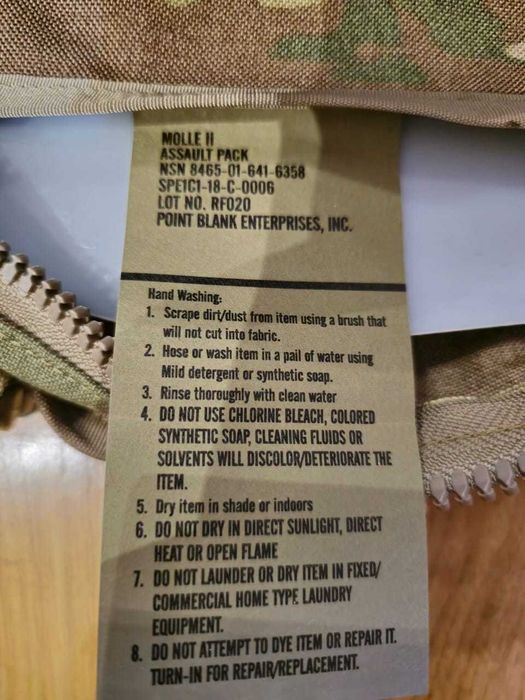 MOLLE II
ASSAULT PACK
NSN 8465-01-641-6358
SPE1C1-18-C-0006
LOT NO. RF020
POINT BLANK ENTERPRISES, INC.
Hand Washing:
1. Scrape dirt/dust from item using a brush that
will not cut into fabric.
2. Hose or wash item in a pail of water using
Mild detergent or synthetic soap.
3. Rinse thoroughly with clean water
4. DO NOT USE CHLORINE BLEACH, COLORED
SYNTHETIC SOAP, CLEANING FLUIDS OR
SOLVENTS WILL DISCOLOR/DETERIORATE THE
ITEM.
5. Dry item in shade or indoors
6. DO NOT DRY IN DIRECT SUNLIGHT, DIRECT
HEAT OR OPEN FLAME
7. DO NOT LAUNDER OR DRY ITEM IN FIXED/
COMMERCIAL HOME TYPE LAUNDRY
EQUIPMENT.
8. DO NOT ATTEMPT TO DYE ITEM OR REPAIR IT.
TURN-IN FOR REPAIR/REPLACEMENT.